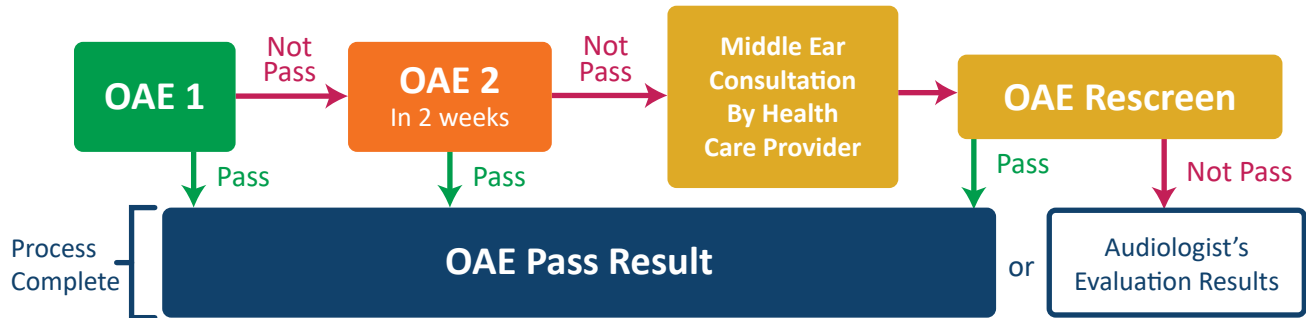 OAE 1
Not
Pass
OAE 2
In 2 weeks
Not
Pass
Middle Ear
Consultation
By Health
Care Provider
OAE Rescreen
Pass
Pass
Pass
Not Pass
Process
Complete
OAE Pass Result
or
Audiologist’s
Evaluation Results